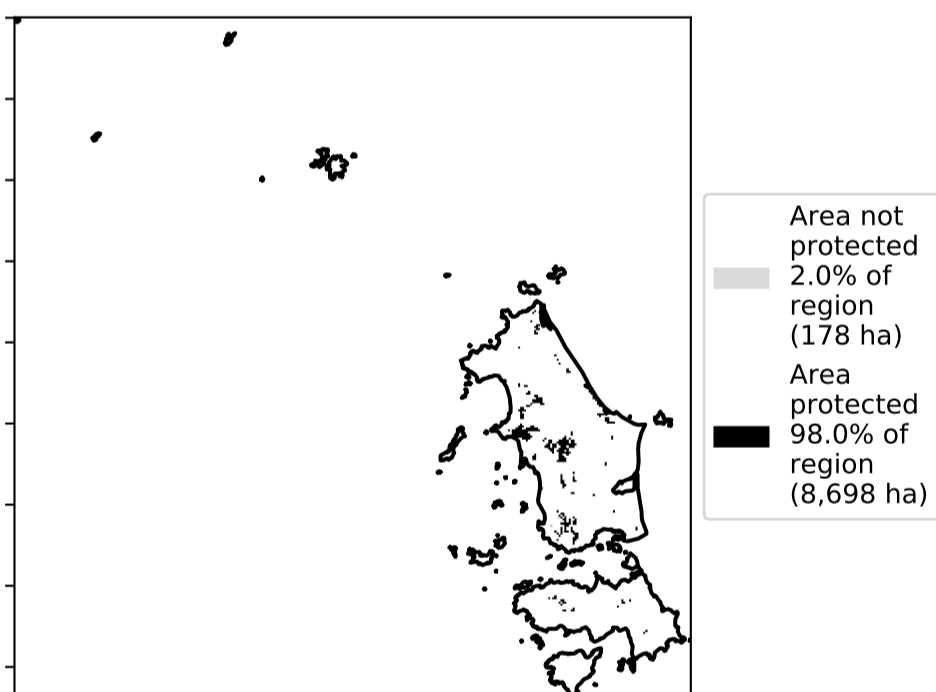 Area not
protected
2.0% of
region
(178 ha)
Area
protected
98.0% of
region
(8,698 ha)